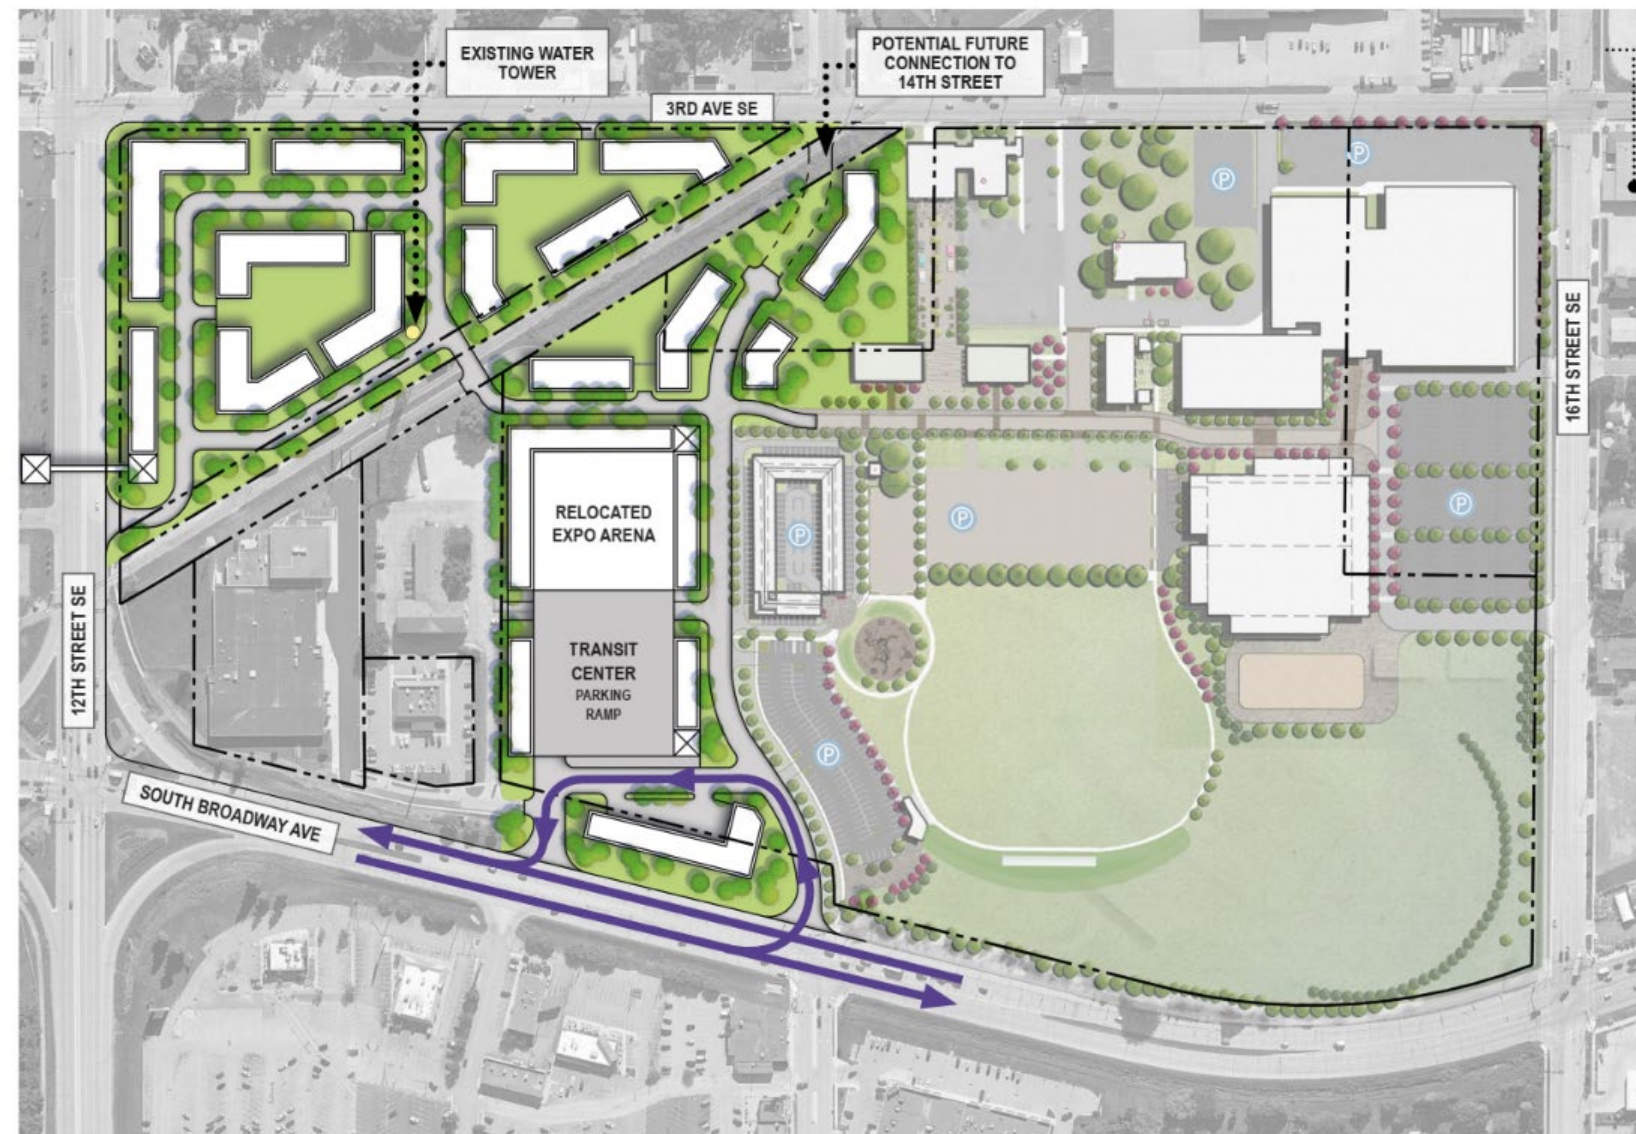 EXISTING WATER
TOWER
POTENTIAL FUTURE
CONNECTION TO
14TH STREET
3RD AVE SE
P
P
16TH STREET SE
RELOCATED
EXPO ARENA
P
P
P
12TH STREET SE
TRANSIT
CENTER
PARKING
RAMP
P
SOUTH BROADWAY AVE